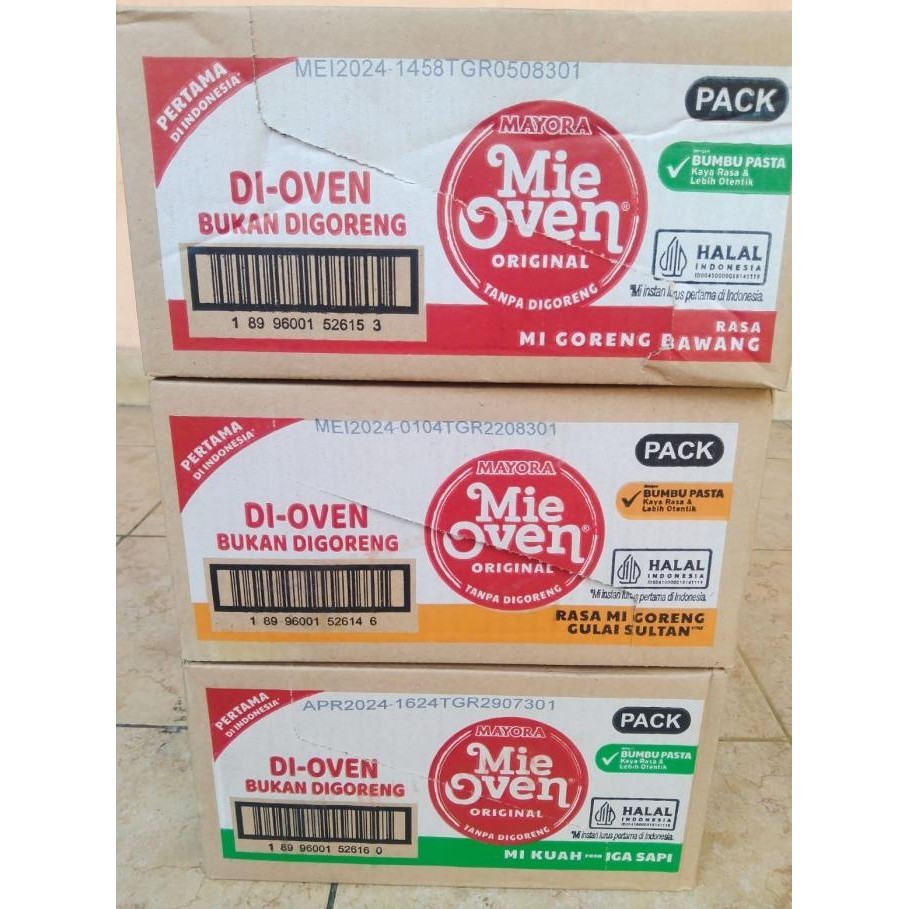 MEI2024-1458TGR0508301
PERTAMA
DI INDONESIA*
PACK
MAYORA
Mie
Oven®
ORIGINAL
TANPA DIGORENG
BUMBU PASTA
Kaya Rasa &
Lebih Otentik
DI-OVEN
BUKAN DIGORENG
HALAL
INDONESIA
*Mi instan lurus pertama di Indonesia.
1 89 96001 52615 3
RASA
MI GORENG BAWANG
MEI2024-0104TGR2208301
PERTAMA
DI INDONESIA*
PACK
MAYORA
Mie
Oven®
ORIGINAL
TANPA DIGORENG
BUMBU PASTA
Kaya Rasa &
Lebih Otentik
DI-OVEN
BUKAN DIGORENG
HALAL
INDONESIA
*Mi instan lurus pertama di Indonesia.
1 89 96001 52614 6
RASA MI GORENG
GULAI SULTAN
APR2024-1624TGR2907301
PERTAMA
DI INDONESIA*
PACK
MAYORA
Mie
Oven®
ORIGINAL
TANPA DIGORENG
BUMBU PASTA
Kaya Rasa &
Lebih Otentik
DI-OVEN
BUKAN DIGORENG
HALAL
INDONESIA
*Mi instan lurus pertama di Indonesia.
1 89 96001 52616 0
MI KUAH IGA SAPI